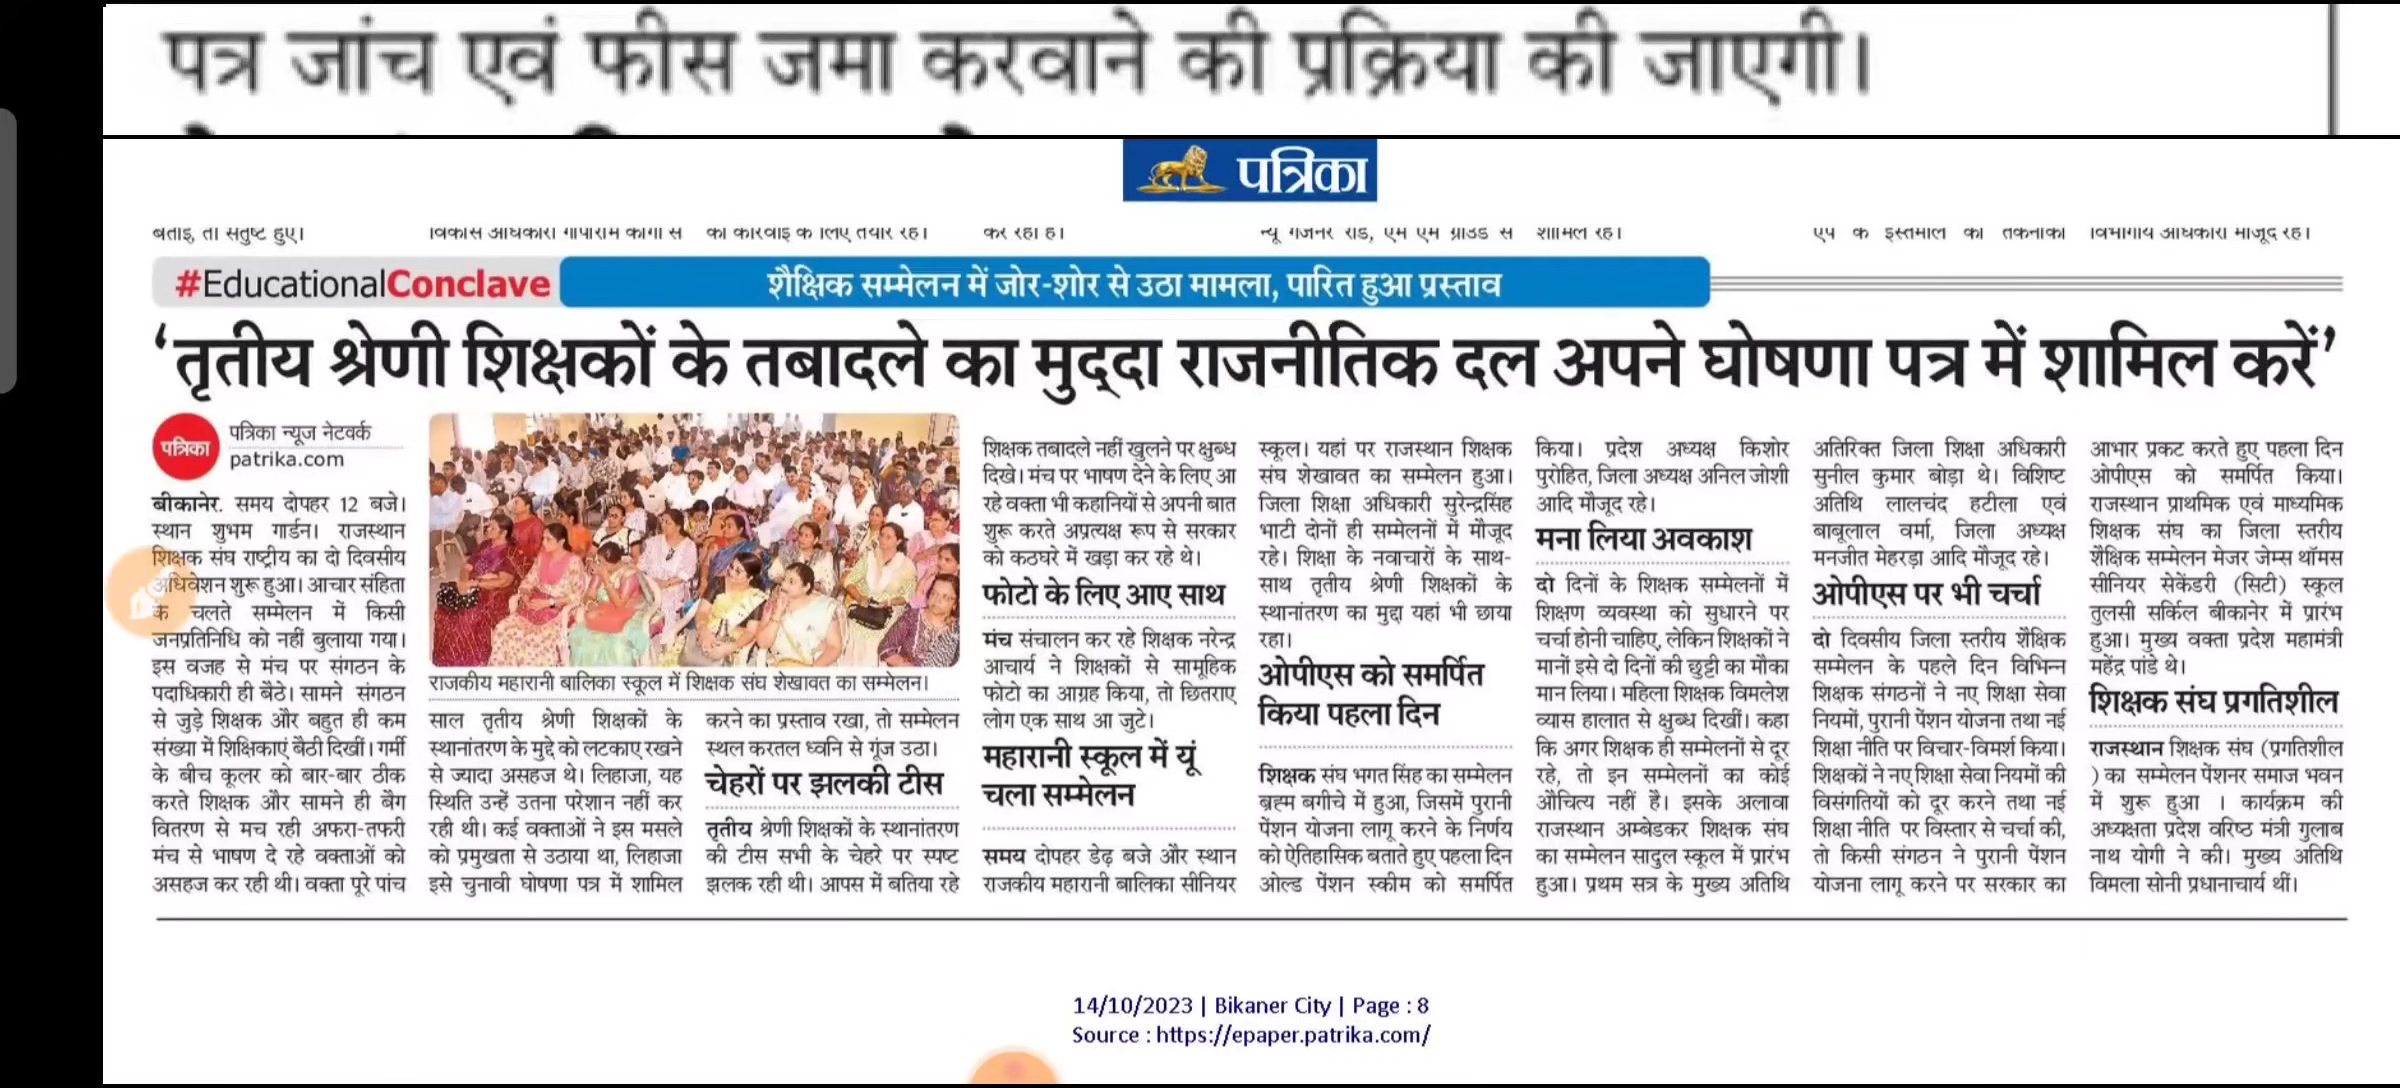 पत्र जांच एवं फीस जमा करवाने की प्रक्रिया की जाएगी।
पत्रिका
बताई, तो संतुष्ट हुए।
को कार्रवाई के लिए तैयार रहें।
कर रहा है।
शामिल रहे।
विभागीय अधिकारी मौजूद रहे।
#EducationalConclave
शैक्षिक सम्मेलन में जोर-शोर से उठा मामला, पारित हुआ प्रस्ताव
‘तृतीय श्रेणी शिक्षकों के तबादले का मुद्दा राजनीतिक दल अपने घोषणा पत्र में शामिल करें’
पत्रिका
पत्रिका न्यूज नेटवर्क
patrika.com
बीकानेर. समय दोपहर 12 बजे।
स्थान शुभम गार्डन। राजस्थान
शिक्षक संघ राष्ट्रीय का दो दिवसीय
अधिवेशन शुरू हुआ। आचार संहिता
के चलते सम्मेलन में किसी
जनप्रतिनिधि को नहीं बुलाया गया।
इस वजह से मंच पर संगठन के
पदाधिकारी ही बैठे। सामने संगठन
से जुड़े शिक्षक और बहुत ही कम
संख्या में शिक्षिकाएं बैठी दिखीं। गर्मी
के बीच कूलर को बार-बार ठीक
करते शिक्षक और सामने ही बैग
वितरण से मच रही अफरा-तफरी
मंच से भाषण दे रहे वक्ताओं को
असहज कर रही थी। वक्ता पूरे पांच
राजकीय महारानी बालिका स्कूल में शिक्षक संघ शेखावत का सम्मेलन।
साल तृतीय श्रेणी शिक्षकों के
स्थानांतरण के मुद्दे को लटकाए रखने
से ज्यादा असहज थे। लिहाजा, यह
स्थिति उन्हें उतना परेशान नहीं कर
रही थी। कई वक्ताओं ने इस मसले
को प्रमुखता से उठाया था, लिहाजा
इसे चुनावी घोषणा पत्र में शामिल
करने का प्रस्ताव रखा, तो सम्मेलन
स्थल करतल ध्वनि से गूंज उठा।
चेहरों पर झलकी टीस
तृतीय श्रेणी शिक्षकों के स्थानांतरण
की टीस सभी के चेहरे पर स्पष्ट
झलक रही थी। आपस में बतिया रहे
शिक्षक तबादले नहीं खुलने पर क्षुब्ध
दिखे। मंच पर भाषण देने के लिए आ
रहे वक्ता भी कहानियों से अपनी बात
शुरू करते अप्रत्यक्ष रूप से सरकार
को कठघरे में खड़ा कर रहे थे।
फोटो के लिए आए साथ
मंच संचालन कर रहे शिक्षक नरेन्द्र
आचार्य ने शिक्षकों से सामूहिक
फोटो का आग्रह किया, तो छितराए
लोग एक साथ आ जुटे।
महारानी स्कूल में यूं
चला सम्मेलन
समय दोपहर डेढ़ बजे और स्थान
राजकीय महारानी बालिका सीनियर
स्कूल। यहां पर राजस्थान शिक्षक
संघ शेखावत का सम्मेलन हुआ।
जिला शिक्षा अधिकारी सुरेन्द्रसिंह
भाटी दोनों ही सम्मेलनों में मौजूद
रहे। शिक्षा के नवाचारों के साथ-
साथ तृतीय श्रेणी शिक्षकों के
स्थानांतरण का मुद्दा यहां भी छाया
रहा।
ओपीएस को समर्पित
किया पहला दिन
शिक्षक संघ भगत सिंह का सम्मेलन
ब्रह्म बगीचे में हुआ, जिसमें पुरानी
पेंशन योजना लागू करने के निर्णय
को ऐतिहासिक बताते हुए पहला दिन
ओल्ड पेंशन स्कीम को समर्पित
किया। प्रदेश अध्यक्ष किशोर
पुरोहित, जिला अध्यक्ष अनिल जोशी
आदि मौजूद रहे।
मना लिया अवकाश
दो दिनों के शिक्षक सम्मेलनों में
शिक्षण व्यवस्था को सुधारने पर
चर्चा होनी चाहिए, लेकिन शिक्षकों ने
मानों इसे दो दिनों की छुट्टी का मौका
मान लिया। महिला शिक्षक विमलेश
व्यास हालात से क्षुब्ध दिखीं। कहा
कि अगर शिक्षक ही सम्मेलनों से दूर
रहे, तो इन सम्मेलनों का कोई
औचित्य नहीं है। इसके अलावा
राजस्थान अम्बेडकर शिक्षक संघ
का सम्मेलन सादुल स्कूल में प्रारंभ
हुआ। प्रथम सत्र के मुख्य अतिथि
अतिरिक्त जिला शिक्षा अधिकारी
सुनील कुमार बोड़ा थे। विशिष्ट
अतिथि लालचंद हटीला एवं
बाबूलाल वर्मा, जिला अध्यक्ष
मनजीत मेहरड़ा आदि मौजूद रहे।
ओपीएस पर भी चर्चा
दो दिवसीय जिला स्तरीय शैक्षिक
सम्मेलन के पहले दिन विभिन्न
शिक्षक संगठनों ने नए शिक्षा सेवा
नियमों, पुरानी पेंशन योजना तथा नई
शिक्षा नीति पर विचार-विमर्श किया।
शिक्षकों ने नए शिक्षा सेवा नियमों की
विसंगतियों को दूर करने तथा नई
शिक्षा नीति पर विस्तार से चर्चा की,
तो किसी संगठन ने पुरानी पेंशन
योजना लागू करने पर सरकार का
आभार प्रकट करते हुए पहला दिन
ओपीएस को समर्पित किया।
राजस्थान प्राथमिक एवं माध्यमिक
शिक्षक संघ का जिला स्तरीय
शैक्षिक सम्मेलन मेजर जेम्स थॉमस
सीनियर सेकेंडरी (सिटी) स्कूल
तुलसी सर्किल बीकानेर में प्रारंभ
हुआ। मुख्य वक्ता प्रदेश महामंत्री
महेंद्र पांडे थे।
शिक्षक संघ प्रगतिशील
राजस्थान शिक्षक संघ (प्रगतिशील
) का सम्मेलन पेंशनर समाज भवन
में शुरू हुआ । कार्यक्रम की
अध्यक्षता प्रदेश वरिष्ठ मंत्री गुलाब
नाथ योगी ने की। मुख्य अतिथि
विमला सोनी प्रधानाचार्य थीं।
14/10/2023 | Bikaner City | Page : 8
Source : https://epaper.patrika.com/